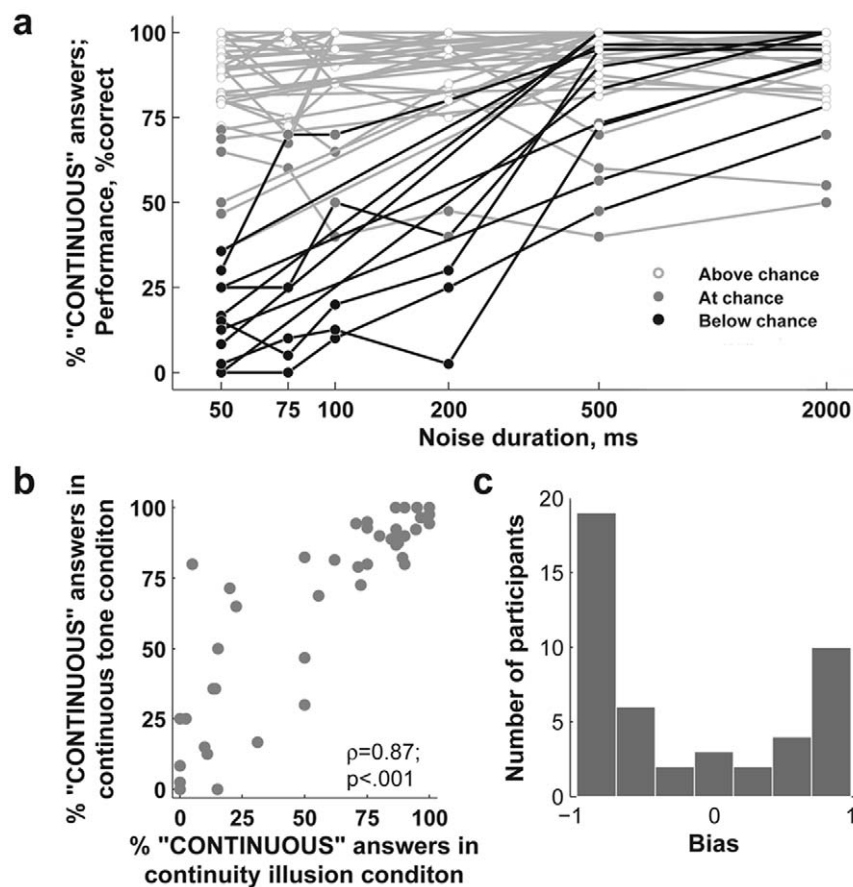 a
% "CONTINUOUS" answers;
Performance, %correct
100
75
50
25
0
50 75 100 200 500 2000
Noise duration, ms
Above chance
At chance
Below chance
b
% "CONTINUOUS" answers in
continuous tone conditon
100
75
50
25
0
0 25 50 75 100
ρ=0.87;
p<.001
% "CONTINUOUS" answers in
continuity illusion conditon
c
Number of participants
20
15
10
5
0
−1 0 1
Bias